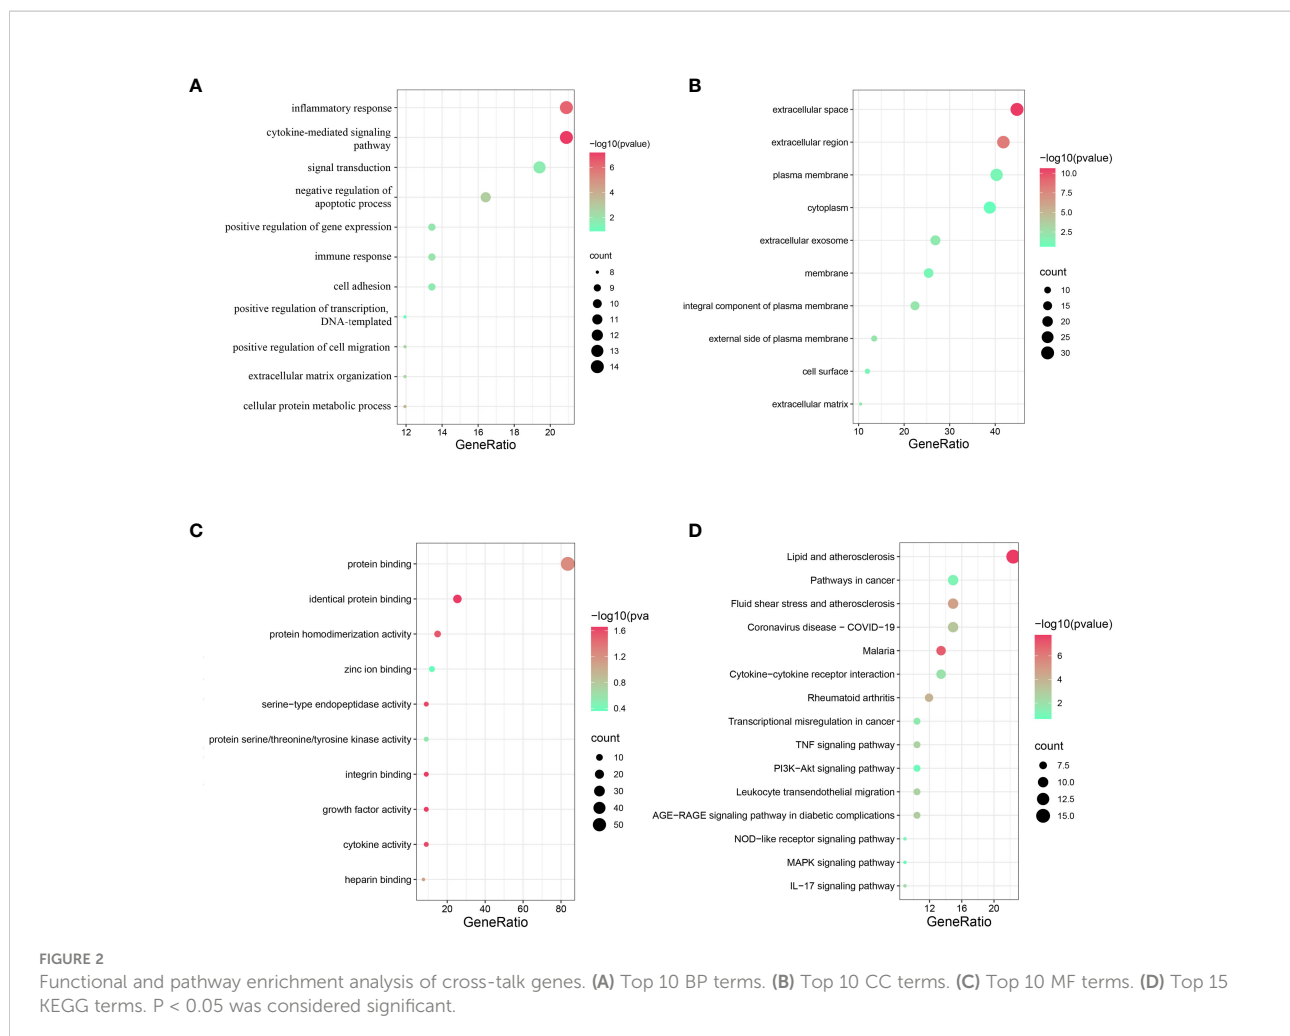 A
inflammatory response
cytokine-mediated signaling
pathway
signal transduction
negative regulation of
apoptotic process
positive regulation of gene expression
immune response
cell adhesion
positive regulation of transcription,
DNA-templated
positive regulation of cell migration
extracellular matrix organization
cellular protein metabolic process
12 14 16 18 20
GeneRatio
−log10(pvalue)
6
4
2
count
8
9
10
11
12
13
14
B
extracellular space
extracellular region
plasma membrane
cytoplasm
extracellular exosome
membrane
integral component of plasma membrane
external side of plasma membrane
cell surface
extracellular matrix
10 20 30 40
GeneRatio
−log10(pvalue)
10.0
7.5
5.0
2.5
count
10
15
20
25
30
C
protein binding
identical protein binding
protein homodimerization activity
zinc ion binding
serine−type endopeptidase activity
protein serine/threonine/tyrosine kinase activity
integrin binding
growth factor activity
cytokine activity
heparin binding
20 40 60 80
GeneRatio
−log10(pva
1.6
1.2
0.8
0.4
count
10
20
30
40
50
D
Lipid and atherosclerosis
Pathways in cancer
Fluid shear stress and atherosclerosis
Coronavirus disease − COVID−19
Malaria
Cytokine−cytokine receptor interaction
Rheumatoid arthritis
Transcriptional misregulation in cancer
TNF signaling pathway
PI3K−Akt signaling pathway
Leukocyte transendothelial migration
AGE−RAGE signaling pathway in diabetic complications
NOD−like receptor signaling pathway
MAPK signaling pathway
IL−17 signaling pathway
12 16 20
GeneRatio
−log10(pvalue)
6
4
2
count
7.5
10.0
12.5
15.0
FIGURE 2
Functional and pathway enrichment analysis of cross-talk genes. (A) Top 10 BP terms. (B) Top 10 CC terms. (C) Top 10 MF terms. (D) Top 15
KEGG terms. P < 0.05 was considered significant.